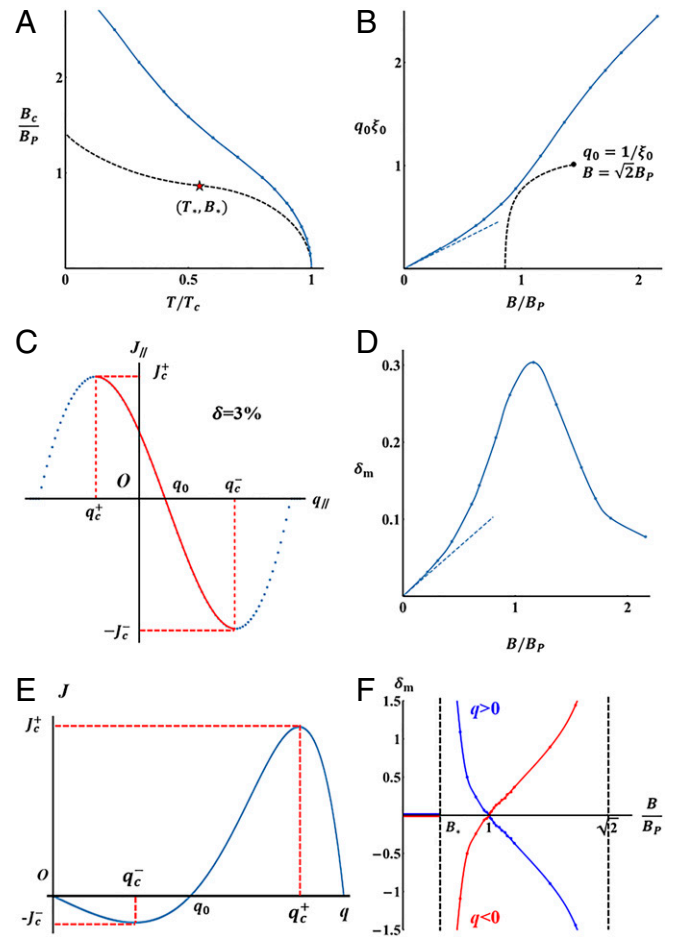 A
B
2
1
B_c
B_P
(T_*, B_*)
0
0.5
1
T/T_c
2
1
q_0ξ_0
q_0 = 1/ξ_0
B = √2B_P
0
1
2
B/B_P
C
D
J_//
J_c^+
δ=3%
O
q_0
q_c^-
q_//
q_c^+
−J_c^-
0.3
0.2
δ_m
0.1
0
1
2
B/B_P
E
F
J
J_c^+
O
q_c^-
q_0
q_c^+
q
-J_c^-
δ_m
1.5
q>0
1
0.5
B_*
1
√2
B
B_P
−0.5
−1
q<0
-1.5